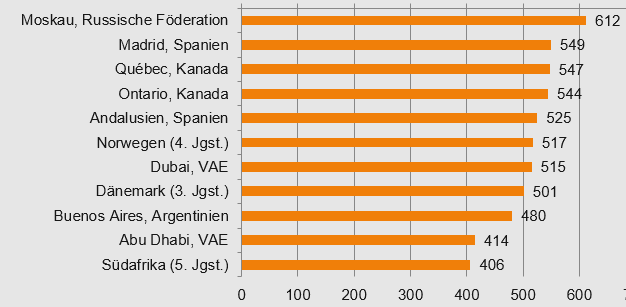 Moskau, Russische Föderation 612
Madrid, Spanien 549
Québec, Kanada 547
Ontario, Kanada 544
Andalusien, Spanien 525
Norwegen (4. Jgst.) 517
Dubai, VAE 515
Dänemark (3. Jgst.) 501
Buenos Aires, Argentinien 480
Abu Dhabi, VAE 414
Südafrika (5. Jgst.) 406
0 100 200 300 400 500 600